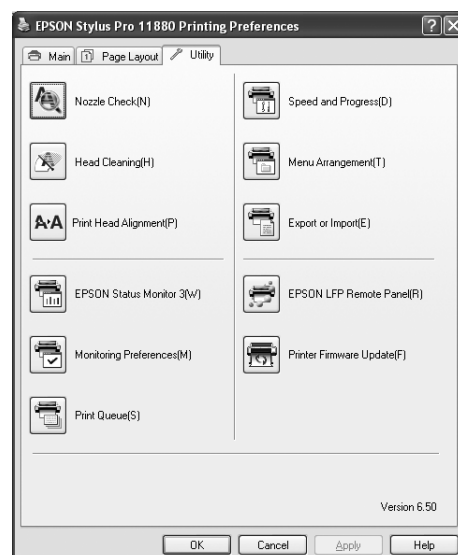 EPSON Stylus Pro 11880 Printing Preferences
Main
Page Layout
Utility
Nozzle Check(N)
Head Cleaning(H)
Print Head Alignment(P)
EPSON Status Monitor 3(W)
Monitoring Preferences(M)
Print Queue(S)
Speed and Progress(D)
Menu Arrangement(T)
Export or Import(E)
EPSON LFP Remote Panel(R)
Printer Firmware Update(F)
Version 6.50
OK
Cancel
Apply
Help